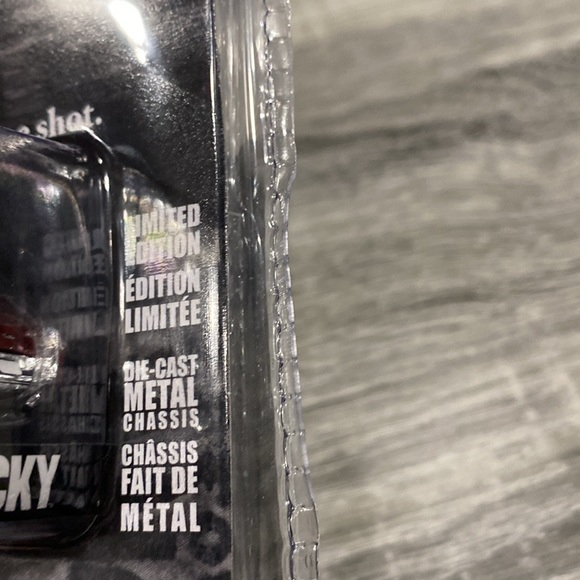 shot.
LIMITED
EDITION
ÉDITION
LIMITÉE
DIE-CAST
METAL
CHASSIS
CHÂSSIS
FAIT DE
MÉTAL
CKY